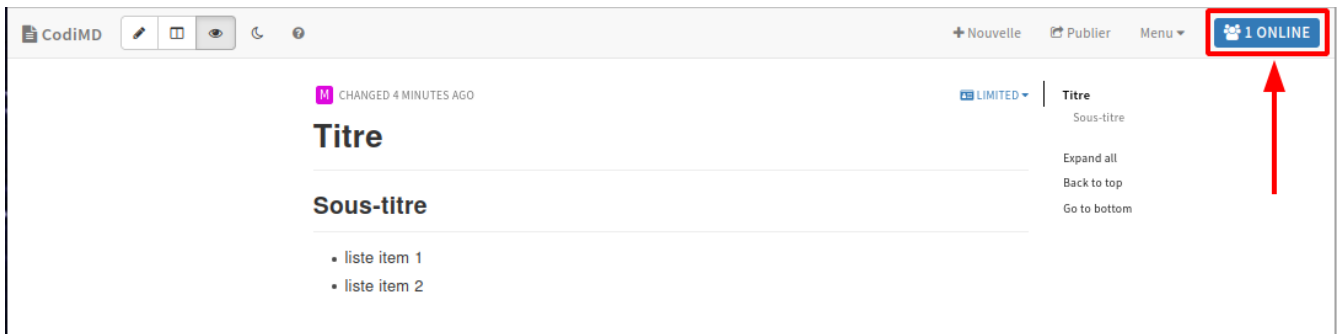 CodiMD + Nouvelle Publier Menu 1 ONLINE
M CHANGED 4 MINUTES AGO LIMITED
Titre
Sous-titre
• liste item 1
• liste item 2
Titre
Sous-titre
Expand all
Back to top
Go to bottom